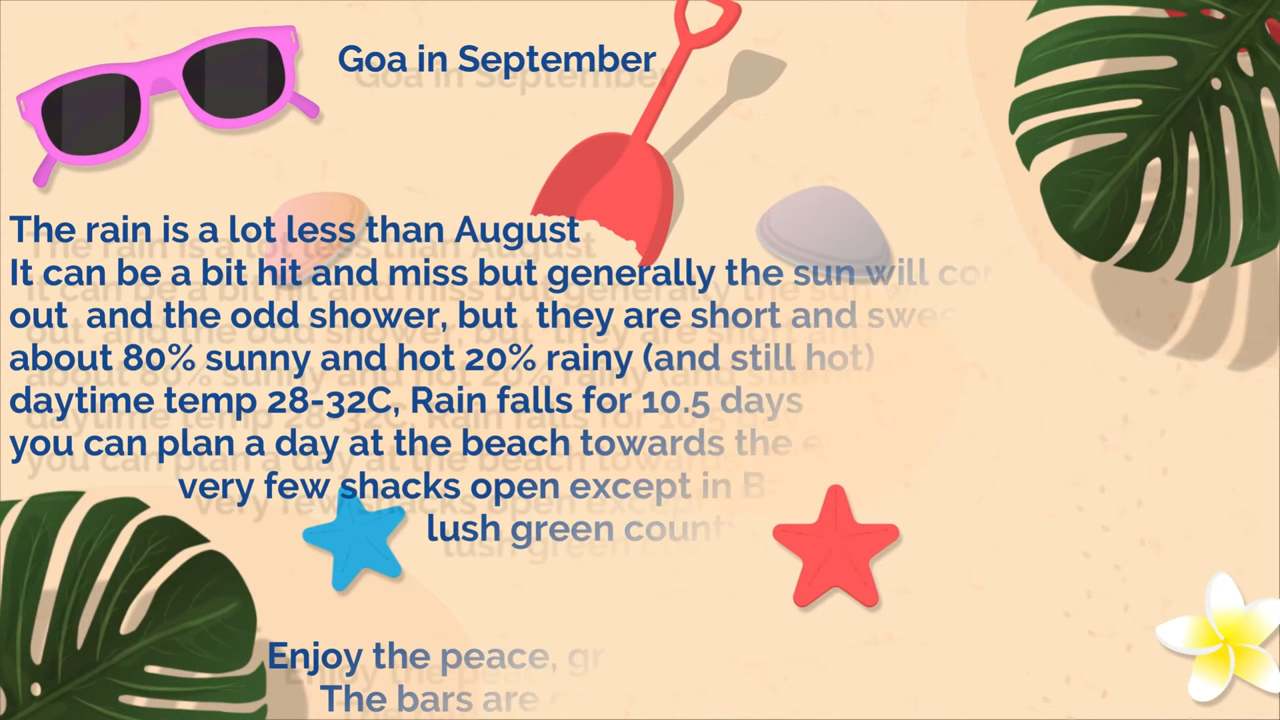 Goa in September
The rain is a lot less than August
It can be a bit hit and miss but generally the sun will
out and the odd shower, but they are short and
about 80% sunny and hot 20% rainy (and still hot)
daytime temp 28-32C, Rain falls for 10.5 days
you can plan a day at the beach towards the
very few shacks open except in
lush green
Enjoy the peace,
The bars are